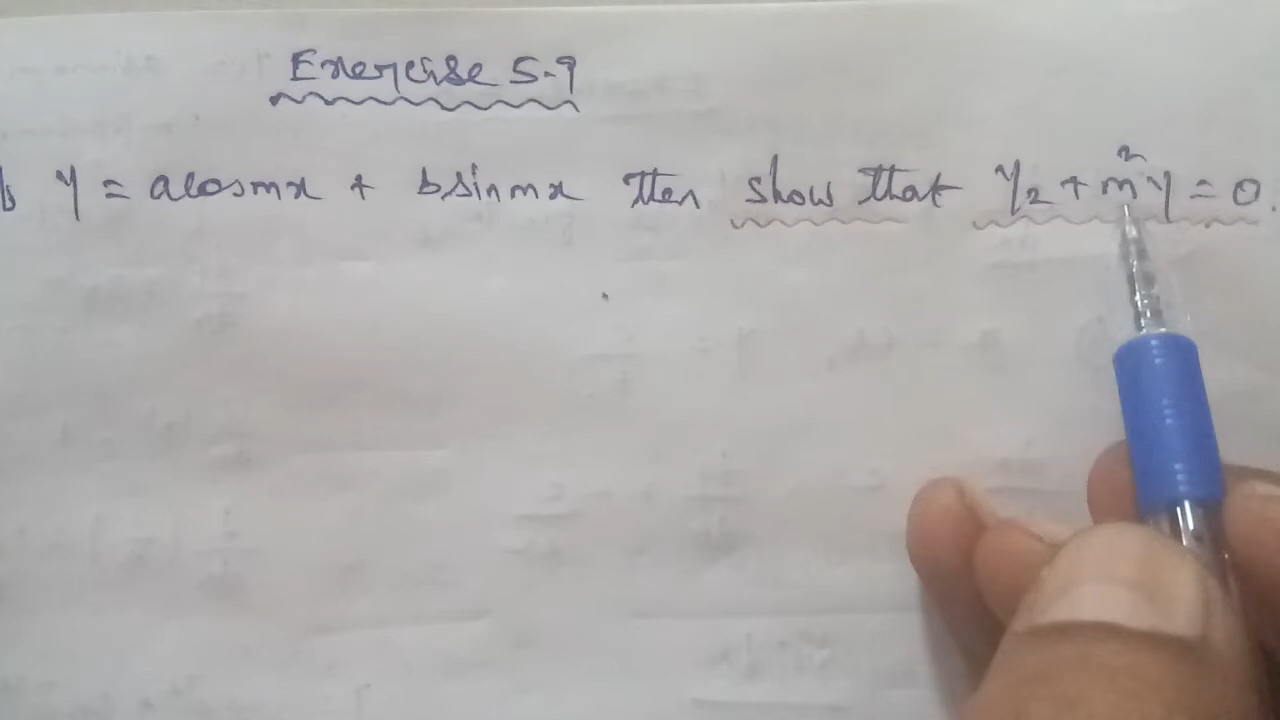 Exercise 5.9
y = acosmx + bsinmx then show that y₂ + m²y = 0.